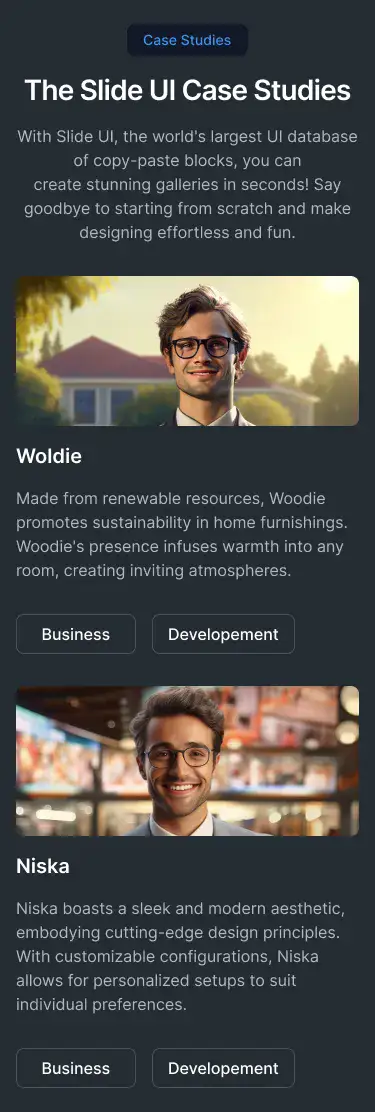 Case Studies
The Slide UI Case Studies
With Slide UI, the world's largest UI database
of copy-paste blocks, you can
create stunning galleries in seconds! Say
goodbye to starting from scratch and make
designing effortless and fun.
Woldie
Made from renewable resources, Woodie
promotes sustainability in home furnishings.
Woodie's presence infuses warmth into any
room, creating inviting atmospheres.
Business Developement
Niska
Niska boasts a sleek and modern aesthetic,
embodying cutting-edge design principles.
With customizable configurations, Niska
allows for personalized setups to suit
individual preferences.
Business Developement